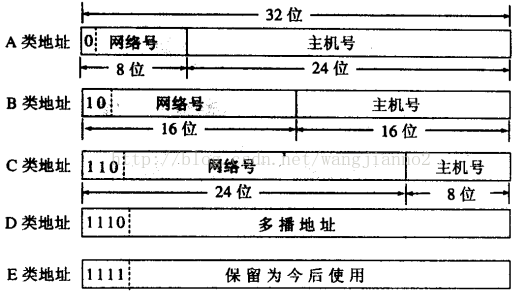 32 位
A 类地址 0 网络号 主机号
8 位 24 位
B 类地址 10 网络号 主机号
16 位 16 位
http://blog.csdn.net/wangjianno2
C 类地址 110 网络号 主机号
24 位 8 位
D 类地址 1110 多播地址
E 类地址 1111 保留为今后使用